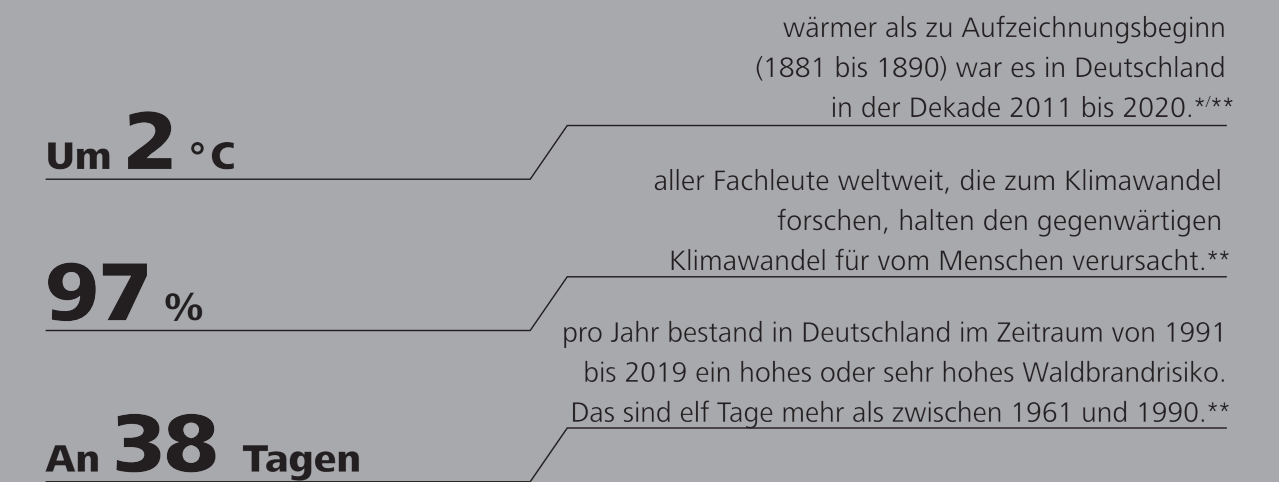 Um 2 °C
wärmer als zu Aufzeichnungsbeginn
(1881 bis 1890) war es in Deutschland
in der Dekade 2011 bis 2020.*/**
97 %
aller Fachleute weltweit, die zum Klimawandel
forschen, halten den gegenwärtigen
Klimawandel für vom Menschen verursacht.**
An 38 Tagen
pro Jahr bestand in Deutschland im Zeitraum von 1991
bis 2019 ein hohes oder sehr hohes Waldbrandrisiko.
Das sind elf Tage mehr als zwischen 1961 und 1990.**